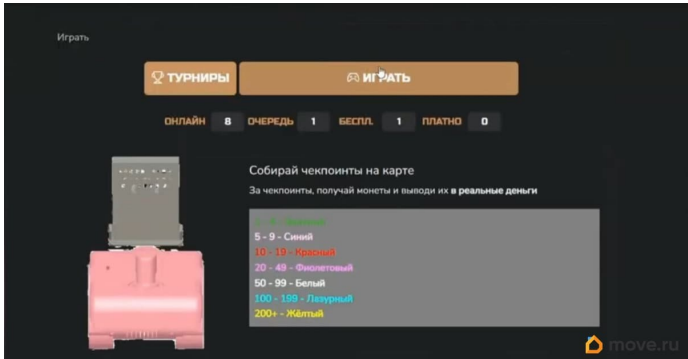 Играть
ТУРНИРЫ
ИГРАТЬ
ОНЛАЙН 8 ОЧЕРЕДЬ 1 БЕСПЛ. 1 ПЛАТНО 0
Собирай чекпоинты на карте
За чекпоинты, получай монеты и выводи их в реальные деньги
5 - 9 - Синий
10 - 19 - Красный
20 - 49 - Фиолетовый
50 - 99 - Белый
100 - 199 - Лазурный
200+ - Жёлтый
move.ru